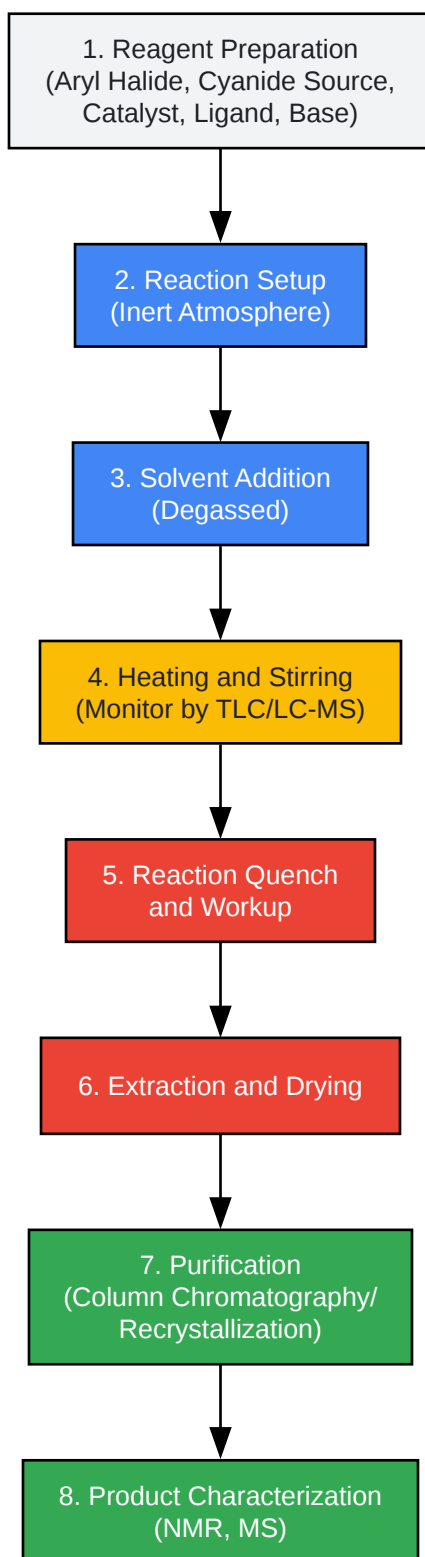 1. Reagent Preparation
(Aryl Halide, Cyanide Source,
Catalyst, Ligand, Base)
2. Reaction Setup
(Inert Atmosphere)
3. Solvent Addition
(Degassed)
4. Heating and Stirring
(Monitor by TLC/LC-MS)
5. Reaction Quench
and Workup
6. Extraction and Drying
7. Purification
(Column Chromatography/
Recrystallization)
8. Product Characterization
(NMR, MS)